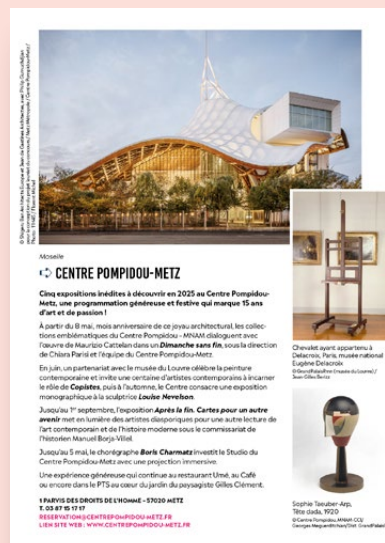 Moselle
CENTRE POMPIDOU-METZ
Cinq expositions inédites à découvrir en 2025 au Centre Pompidou-
Metz, une programmation généreuse et festive qui marque 15 ans
d'art et de passion !
À partir du 8 mai, mois anniversaire de ce joyau architectural, les collec-
tions emblématiques du Centre Pompidou - MNAM dialoguent avec
l'œuvre de Maurizio Cattelan dans un Dimanche sans fin, sous la direction
de Chiara Parisi et l'équipe du Centre Pompidou-Metz.
En juin, un partenariat avec le musée du Louvre célèbre la peinture
contemporaine et invite une centaine d'artistes contemporains à incarner
le rôle de Copistes, puis à l'automne, le Centre consacre une exposition
monographique à la sculptrice Louise Nevelson.
Jusqu'au 1er septembre, l'exposition Après la fin. Cartes pour un autre
avenir met en lumière des artistes diasporiques pour une autre lecture de
l'art contemporain et de l'histoire moderne sous le commissariat de
l'historien Manuel Borja-Villel.
Jusqu'au 5 mai, le chorégraphe Boris Charmatz investit le Studio du
Centre Pompidou-Metz avec une projection immersive.
Une expérience généreuse qui continue au restaurant Umé, au Café
ou encore dans le PTS au cœur du jardin du paysagiste Gilles Clément.
1 PARVIS DES DROITS DE L'HOMME - 57020 METZ
T. 03 87 15 17 17
RESERVATION@CENTREPOMPIDOU-METZ.FR
LIEN SITE WEB : WWW.CENTREPOMPIDOU-METZ.FR
Chevalet ayant appartenu à
Delacroix, Paris, musée national
Eugène Delacroix
Sophie Taeuber-Arp,
Tête dada, 1920